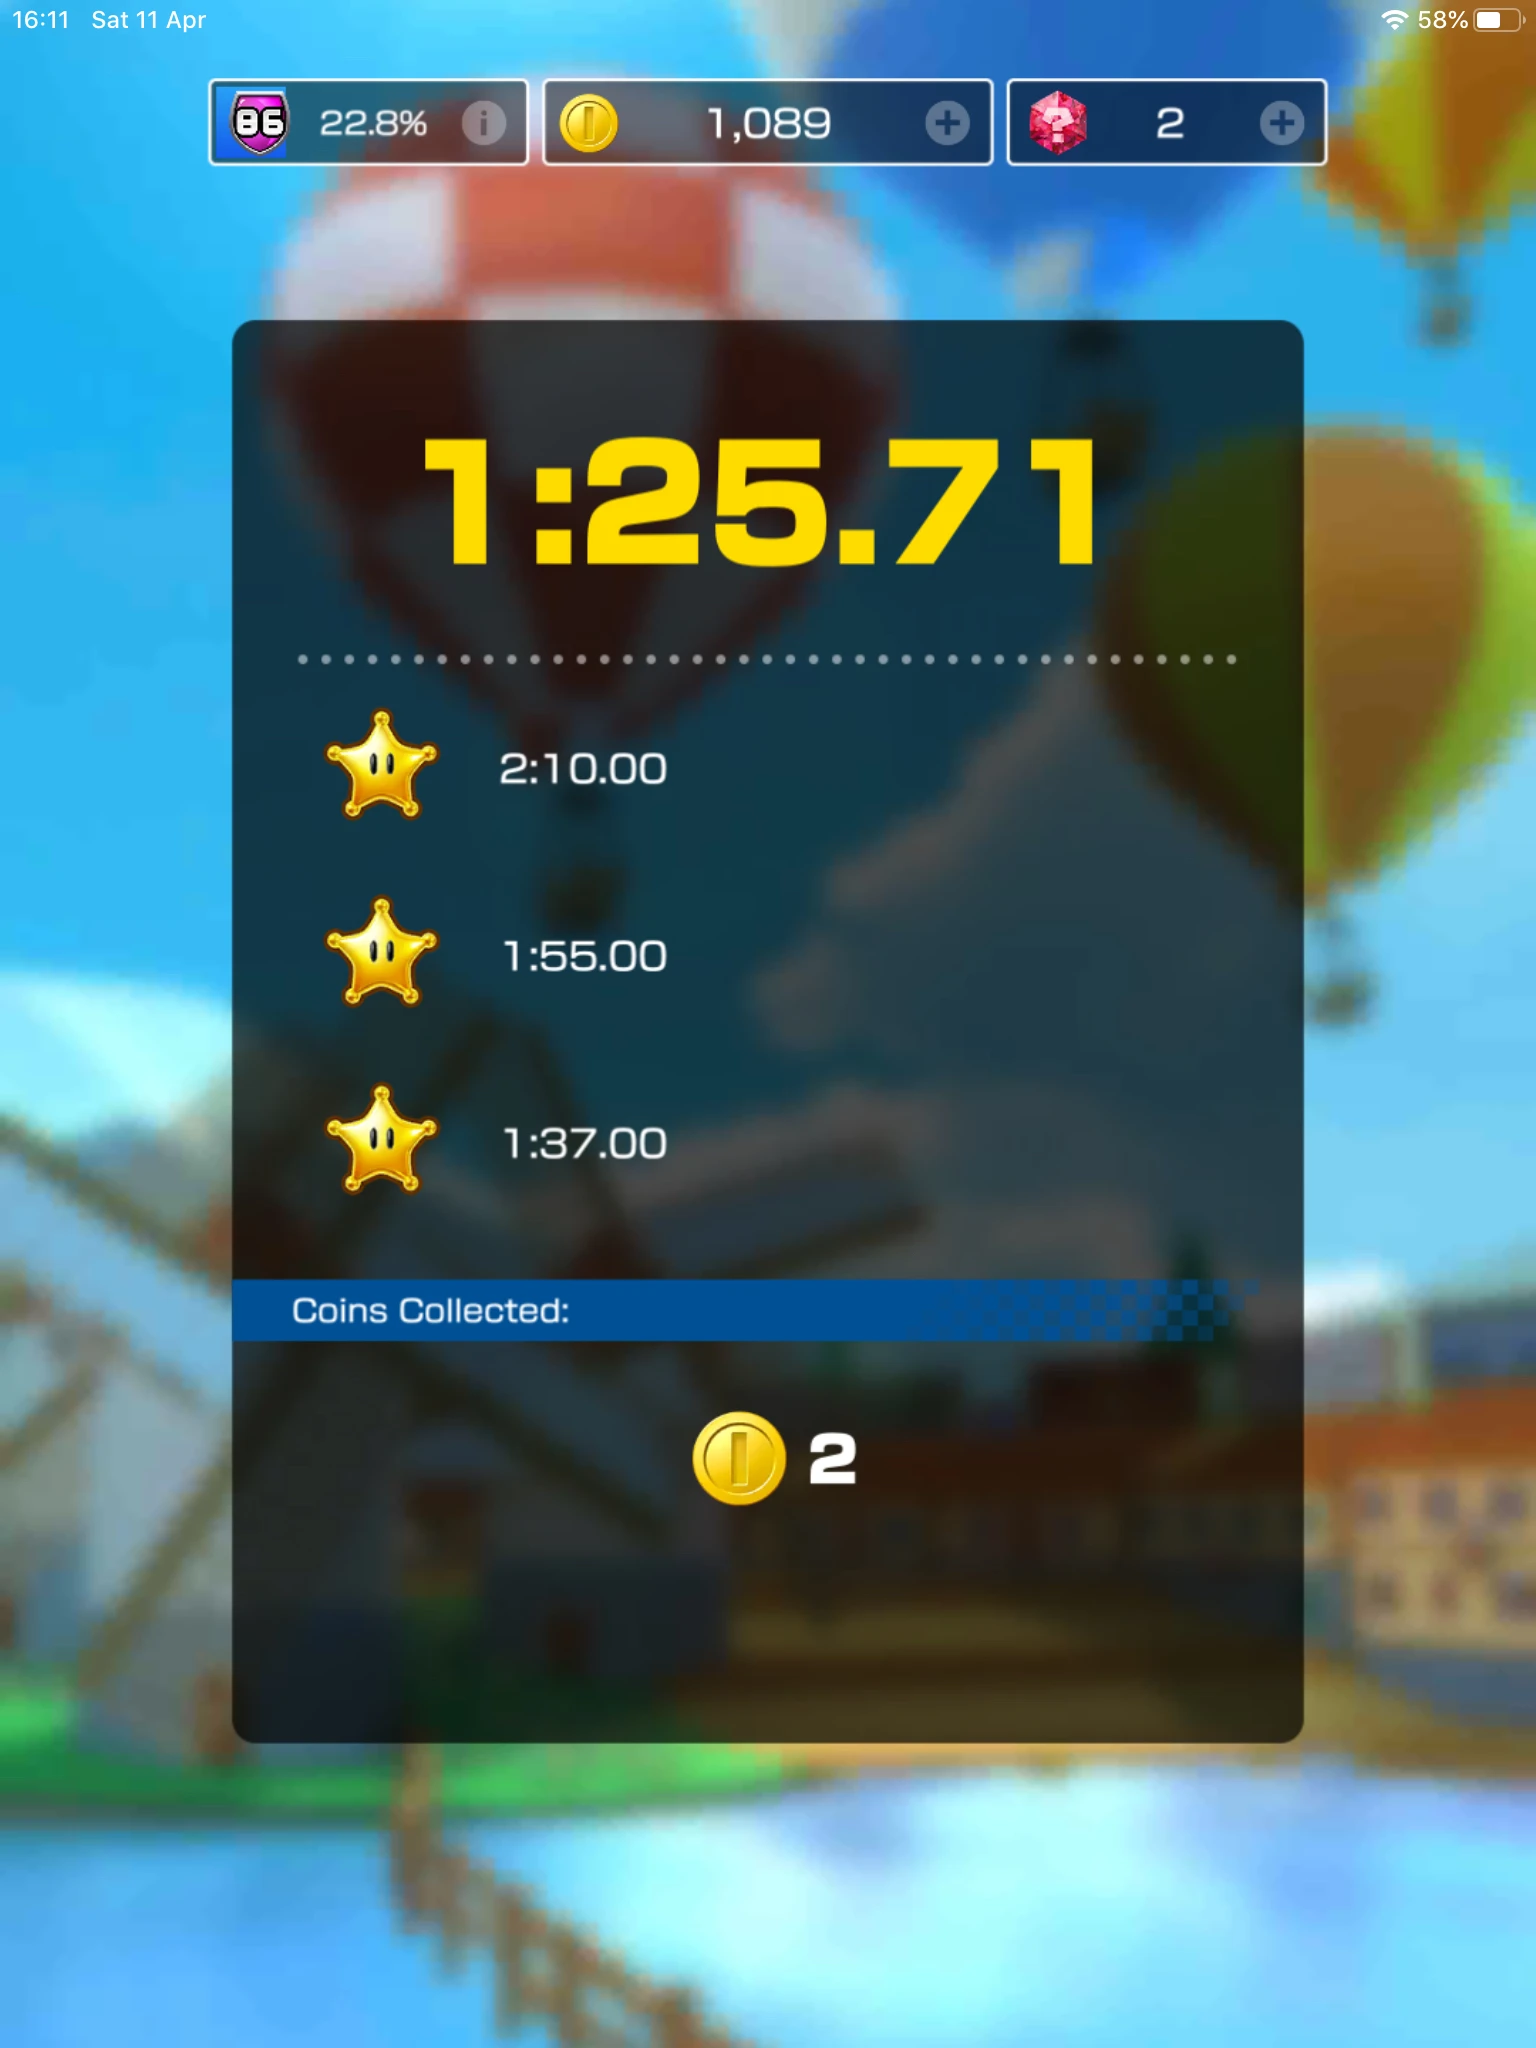 16:11 Sat 11 Apr 58%
86 22.8% i 1,089 + ? 2 +
1:25.71
2:10.00
1:55.00
1:37.00
Coins Collected:
2